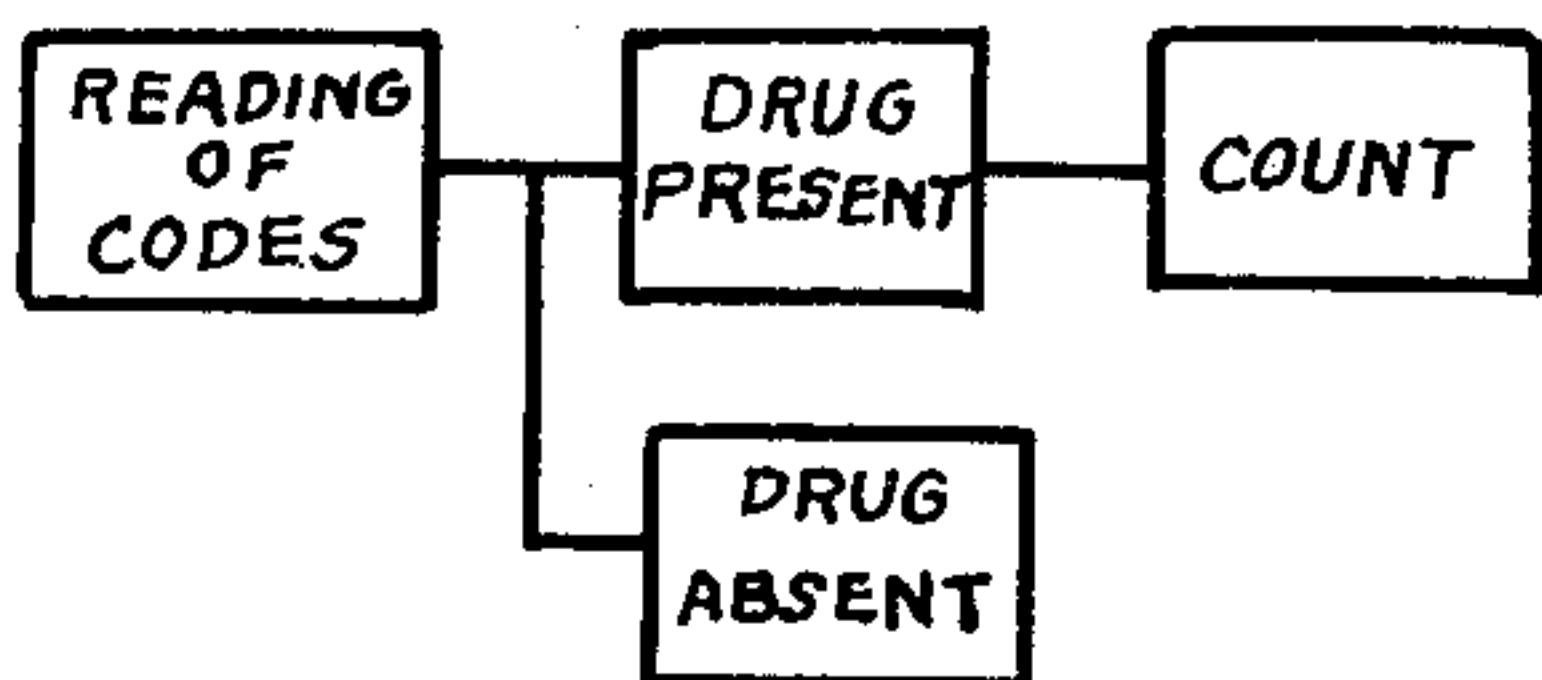 READING
OF
CODES
DRUG
PRESENT
COUNT
DRUG
ABSENT